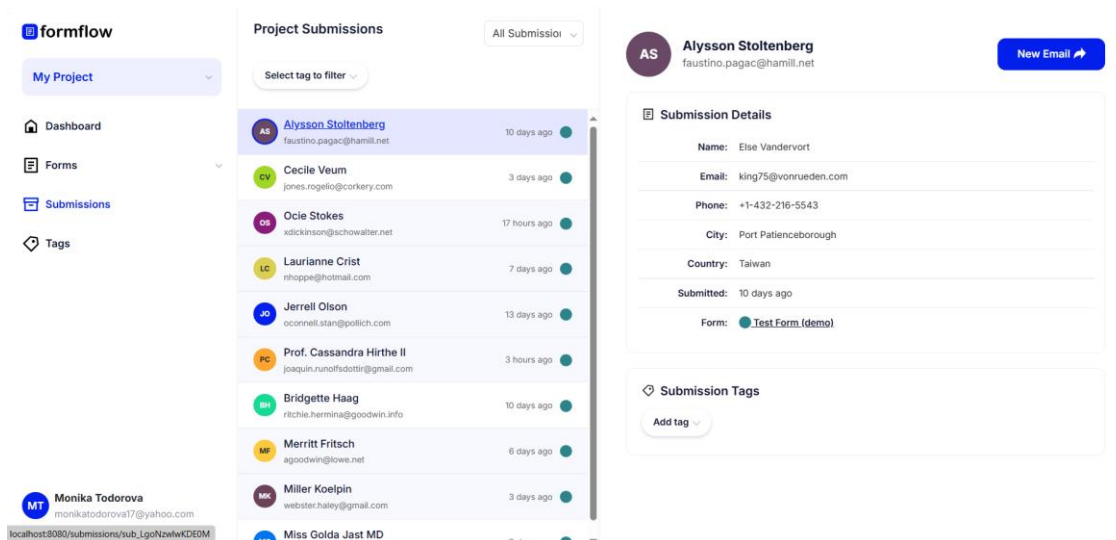 formflow
My Project
Dashboard
Forms
Submissions
Tags
MT
Monika Todorova
monikatodorova17@yahoo.com
localhost:8080/submissions/sub_LgoNzwlwKDE0M
Project Submissions
All Submission
Select tag to filter
AS
Alysson Stoltenberg
faustino.pagac@hamill.net
10 days ago
CV
Cecile Veum
jones.rogelio@corkery.com
3 days ago
OS
Ocie Stokes
xdickinson@schowalter.net
17 hours ago
LC
Laurianne Crist
nhoppe@hotmail.com
7 days ago
JO
Jerrell Olson
oconnell.stan@pollich.com
13 days ago
PC
Prof. Cassandra Hirthe II
joaquin.runolfsdottir@gmail.com
3 hours ago
BH
Bridgette Haag
ritchie.hermina@goodwin.info
10 days ago
MF
Merritt Fritsch
agoodwin@lowe.net
6 days ago
MK
Miller Koelpin
webster.haley@gmail.com
3 days ago
Miss Golda Jast MD
AS
Alysson Stoltenberg
faustino.pagac@hamill.net
New Email
Submission Details
Name: Else Vandervort
Email: king75@vonrueden.com
Phone: +1-432-216-5543
City: Port Patienceborough
Country: Taiwan
Submitted: 10 days ago
Form: Test Form (demo)
Submission Tags
Add tag